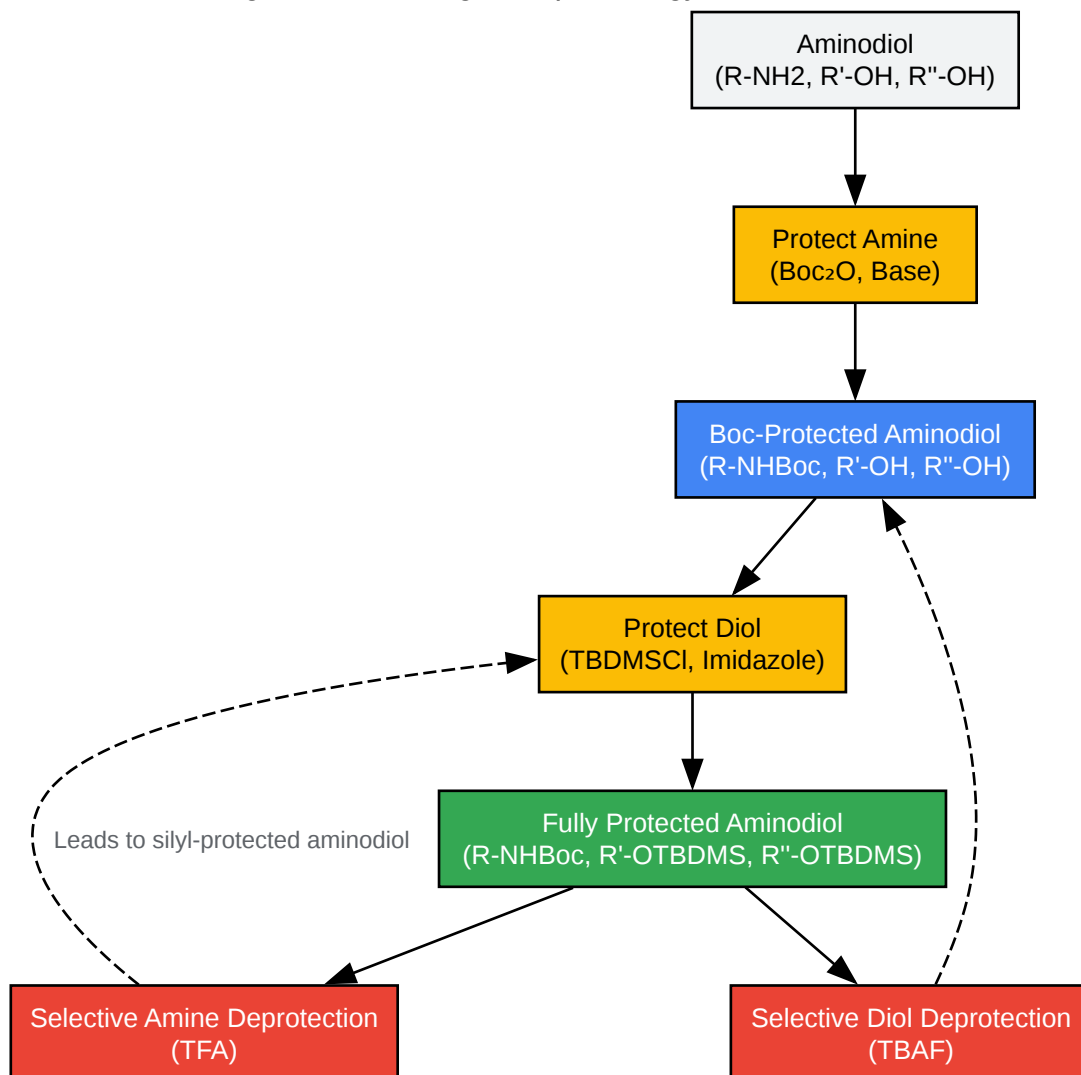 Aminodiol
(R-NH2, R'-OH, R''-OH)
Protect Amine
(Boc₂O, Base)
Boc-Protected Aminodiol
(R-NHBoc, R'-OH, R''-OH)
Protect Diol
(TBDMSCl, Imidazole)
Leads to silyl-protected aminodiol
Fully Protected Aminodiol
(R-NHBoc, R'-OTBDMS, R''-OTBDMS)
Selective Amine Deprotection
(TFA)
Selective Diol Deprotection
(TBAF)